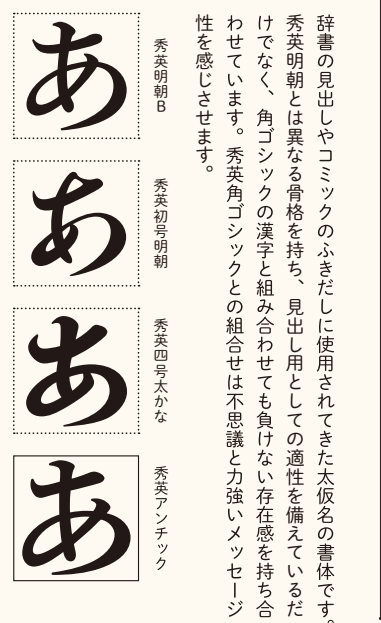 辞書の見出しやコミックのふきだしに使用されてきた太仮名の書体です。
秀英明朝とは異なる骨格を持ち、見出し用としての適性を備えているだ
けでなく、角ゴシックの漢字と組み合わせても負けない存在感を持ち合
わせています。秀英角ゴシックとの組合せは不思議と力強いメッセージ
性を感じさせます。
秀英明朝B
あ
秀英初号明朝
あ
秀英四号太かな
あ
秀英アンチック
あ